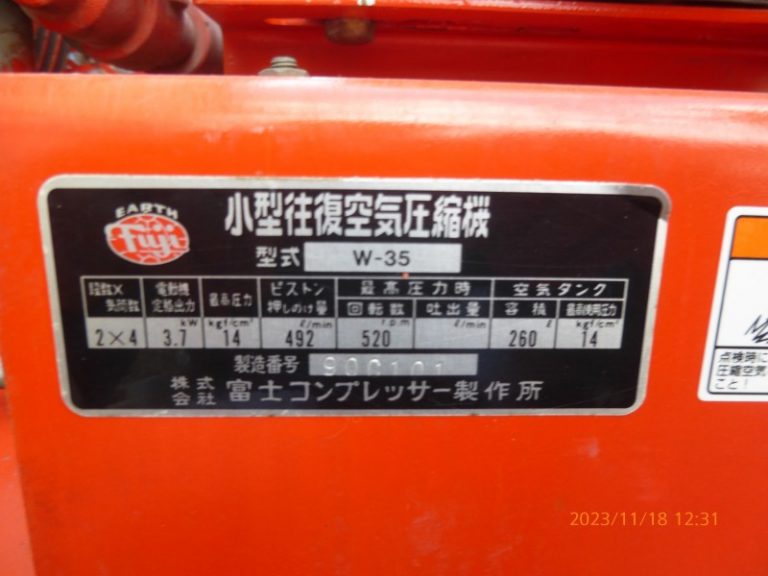 EARTH
Fuji
小型往復空気圧縮機
型式 W-35
段数× 気筒数 電動機 定格出力 最高圧力 ピストン 押しのけ量 最高圧力時 空気タンク
回転数 吐出量 容積 最高使用圧力
kW kgf/cm² ℓ/min r.p.m ℓ/min ℓ kgf/cm²
2×4 3.7 14 492 520 260 14
製造番号 90C101
株式会社 富士コンプレッサー製作所
点検時に
圧縮空気
こと!
2023/11/18 12:31